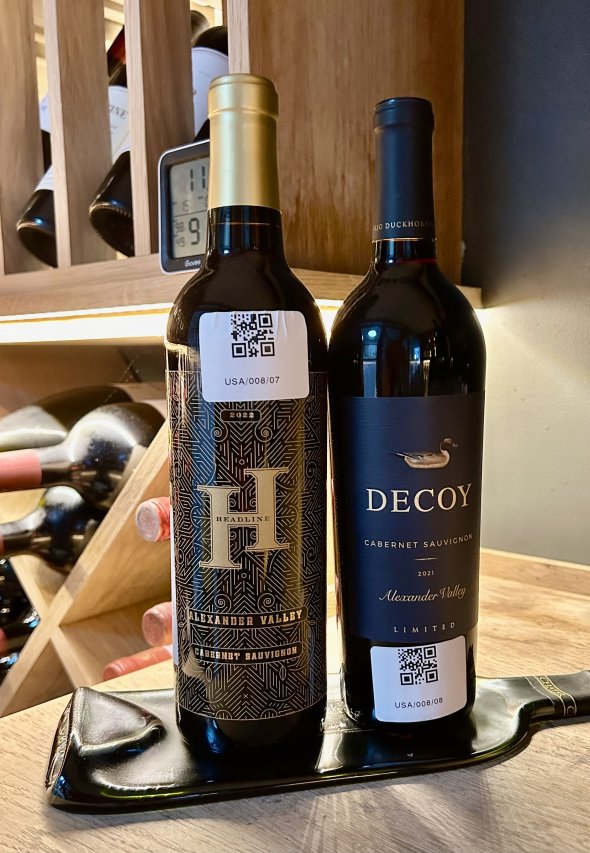 Govee
USA/008/07
2022
H
HEADLINE
ALEXANDER VALLEY
CABERNET SAUVIGNON
DECOY
CABERNET SAUVIGNON
2021
Alexander Valley
LIMITED
USA/008/08